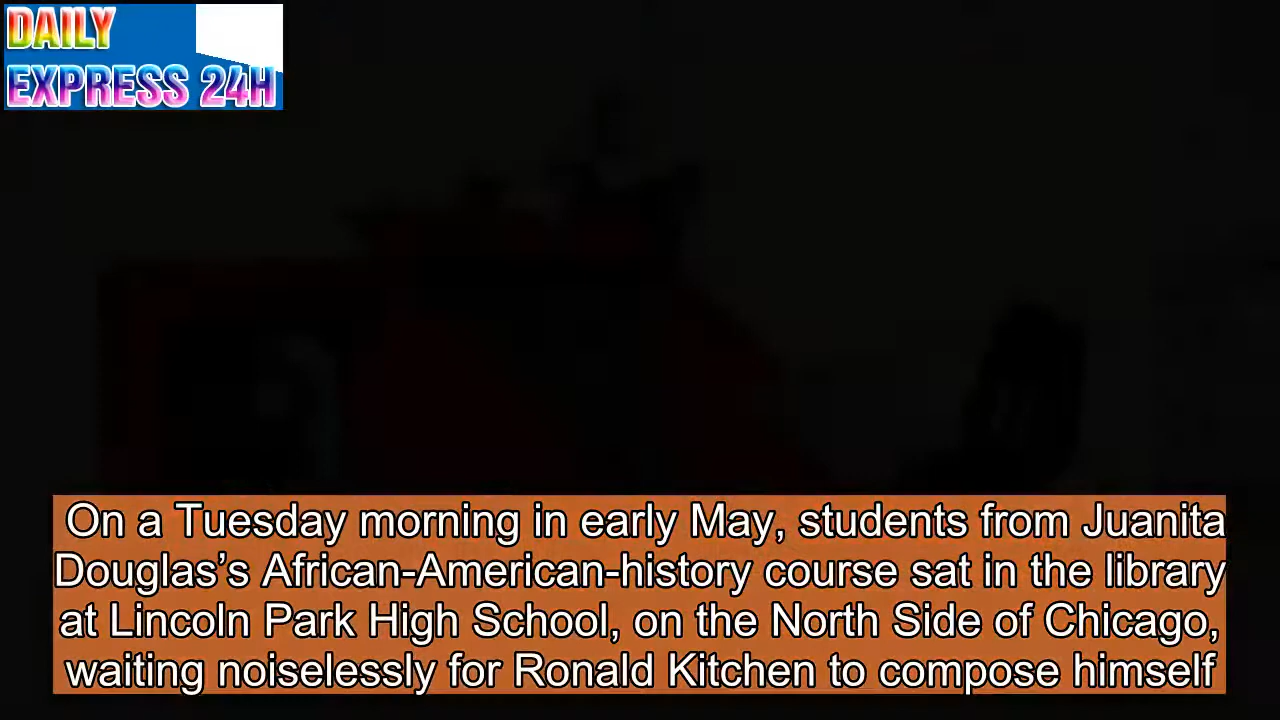 DAILY
EXPRESS 24H
On a Tuesday morning in early May, students from Juanita
Douglas’s African-American-history course sat in the library
at Lincoln Park High School, on the North Side of Chicago,
waiting noiselessly for Ronald Kitchen to compose himself